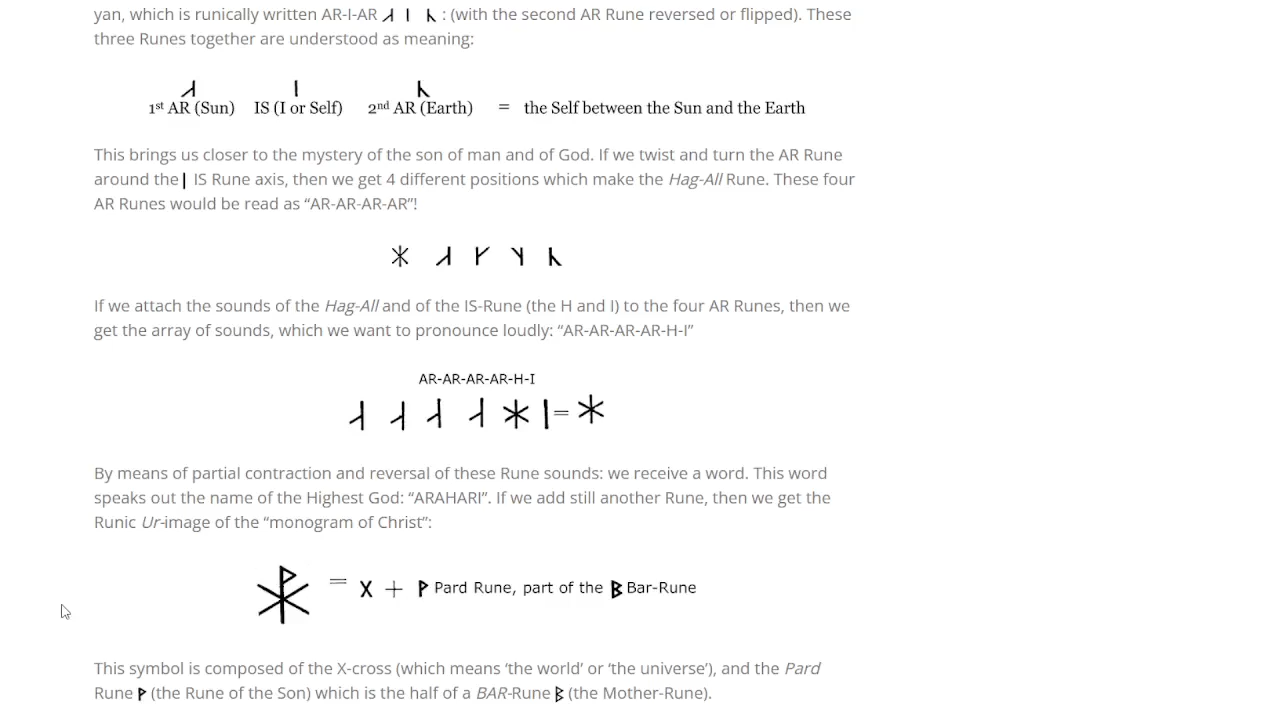 yan, which is runically written AR-I-AR ᛅ ᛁ ᚣ : (with the second AR Rune reversed or flipped). These
three Runes together are understood as meaning:
1st AR (Sun) IS (I or Self) 2nd AR (Earth) = the Self between the Sun and the Earth
This brings us closer to the mystery of the son of man and of God. If we twist and turn the AR Rune
around the | IS Rune axis, then we get 4 different positions which make the Hag-All Rune. These four
AR Runes would be read as “AR-AR-AR-AR”!
If we attach the sounds of the Hag-All and of the IS-Rune (the H and I) to the four AR Runes, then we
get the array of sounds, which we want to pronounce loudly: “AR-AR-AR-AR-H-I”
AR-AR-AR-AR-H-I
By means of partial contraction and reversal of these Rune sounds: we receive a word. This word
speaks out the name of the Highest God: “ARAHARI”. If we add still another Rune, then we get the
Runic Ur-image of the “monogram of Christ”:
= X + ᚹ Pard Rune, part of the ᛒ Bar-Rune
This symbol is composed of the X-cross (which means ‘the world’ or ‘the universe’), and the Pard
Rune ᚹ (the Rune of the Son) which is the half of a BAR-Rune ᛒ (the Mother-Rune).